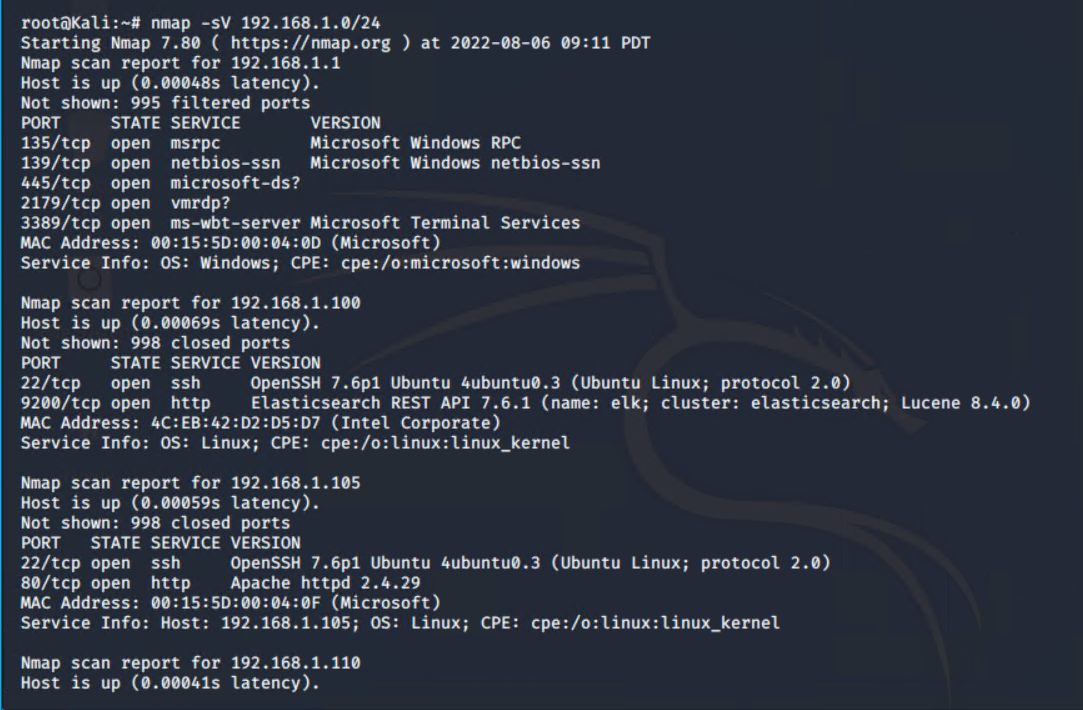 root@Kali:~# nmap -sV 192.168.1.0/24
Starting Nmap 7.80 ( https://nmap.org ) at 2022-08-06 09:11 PDT
Nmap scan report for 192.168.1.1
Host is up (0.00048s latency).
Not shown: 995 filtered ports
PORT     STATE SERVICE       VERSION
135/tcp  open  msrpc         Microsoft Windows RPC
139/tcp  open  netbios-ssn   Microsoft Windows netbios-ssn
445/tcp  open  microsoft-ds?
2179/tcp open  vmrdp?
3389/tcp open  ms-wbt-server Microsoft Terminal Services
MAC Address: 00:15:5D:00:04:0D (Microsoft)
Service Info: OS: Windows; CPE: cpe:/o:microsoft:windows

Nmap scan report for 192.168.1.100
Host is up (0.00069s latency).
Not shown: 998 closed ports
PORT     STATE SERVICE VERSION
22/tcp   open  ssh     OpenSSH 7.6p1 Ubuntu 4ubuntu0.3 (Ubuntu Linux; protocol 2.0)
9200/tcp open  http    Elasticsearch REST API 7.6.1 (name: elk; cluster: elasticsearch; Lucene 8.4.0)
MAC Address: 4C:EB:42:D2:D5:D7 (Intel Corporate)
Service Info: OS: Linux; CPE: cpe:/o:linux:linux_kernel

Nmap scan report for 192.168.1.105
Host is up (0.00059s latency).
Not shown: 998 closed ports
PORT   STATE SERVICE VERSION
22/tcp open  ssh     OpenSSH 7.6p1 Ubuntu 4ubuntu0.3 (Ubuntu Linux; protocol 2.0)
80/tcp open  http    Apache httpd 2.4.29
MAC Address: 00:15:5D:00:04:0F (Microsoft)
Service Info: Host: 192.168.1.105; OS: Linux; CPE: cpe:/o:linux:linux_kernel

Nmap scan report for 192.168.1.110
Host is up (0.00041s latency).